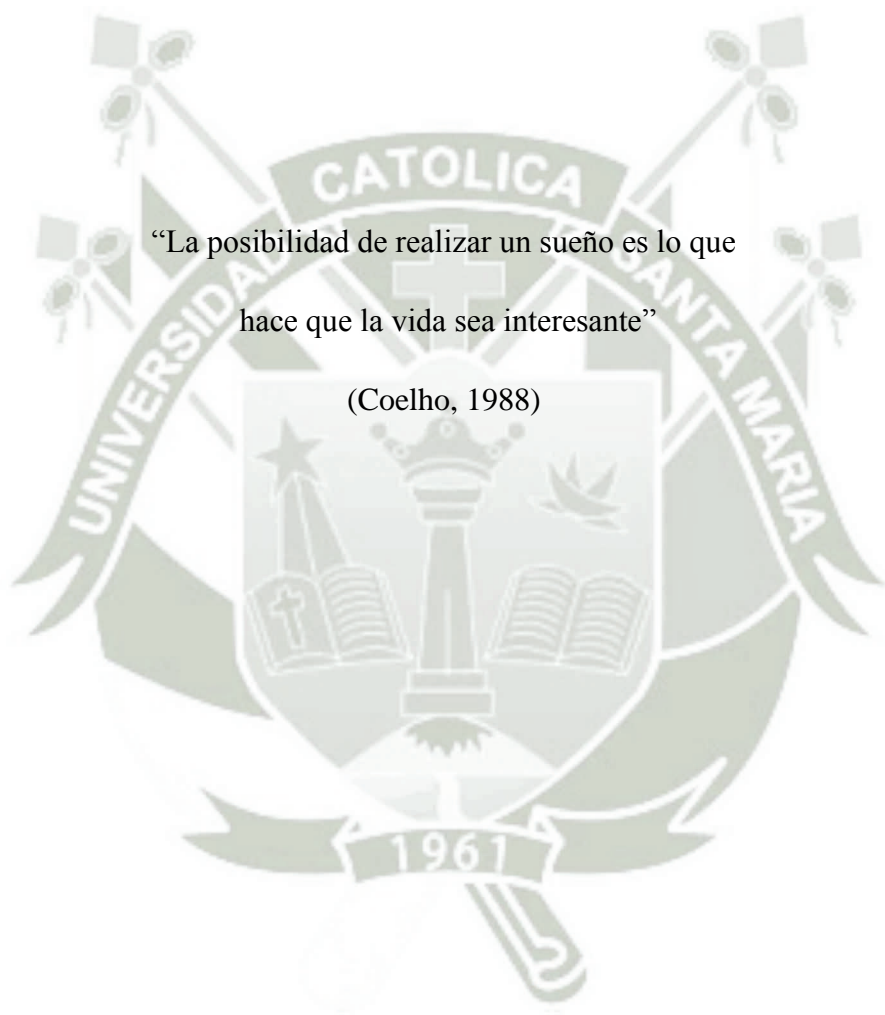 CATOLICA
UNIVERSIDAD
SANTA MARIA
“La posibilidad de realizar un sueño es lo que
hace que la vida sea interesante”
(Coelho, 1988)
1961